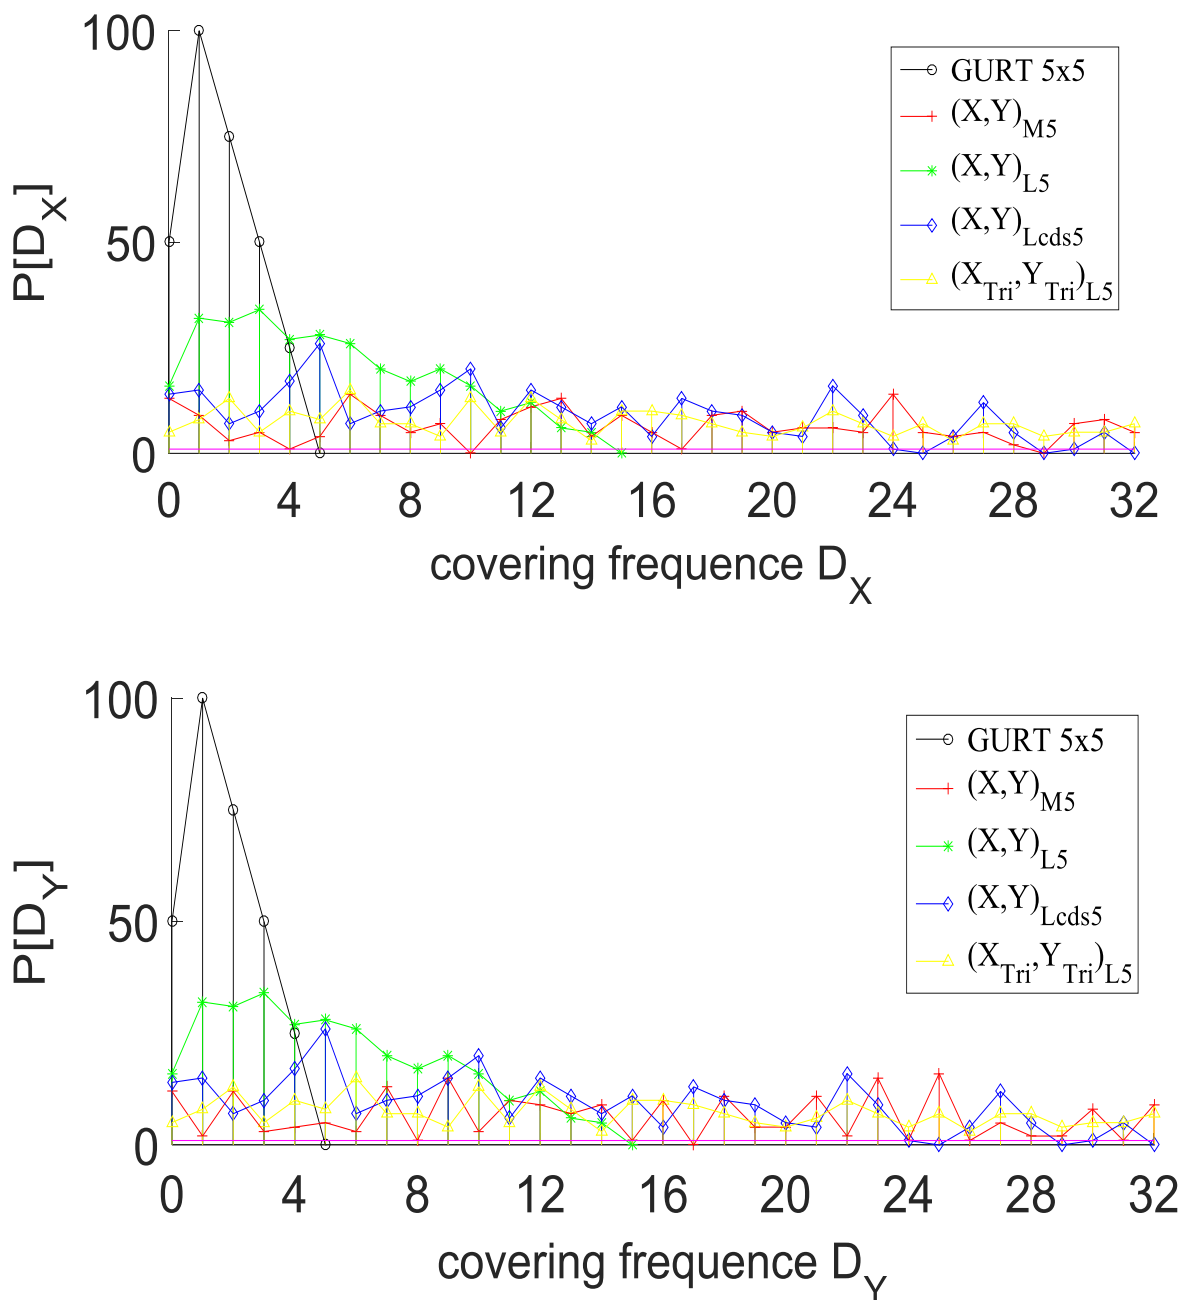 100
50
0
P[D_X]
GURT 5x5
(X,Y)_M5
(X,Y)_L5
(X,Y)_Lcds5
(X_Tri,Y_Tri)_L5
0 4 8 12 16 20 24 28 32
covering frequence D_X
100
50
0
P[D_Y]
GURT 5x5
(X,Y)_M5
(X,Y)_L5
(X,Y)_Lcds5
(X_Tri,Y_Tri)_L5
0 4 8 12 16 20 24 28 32
covering frequence D_Y